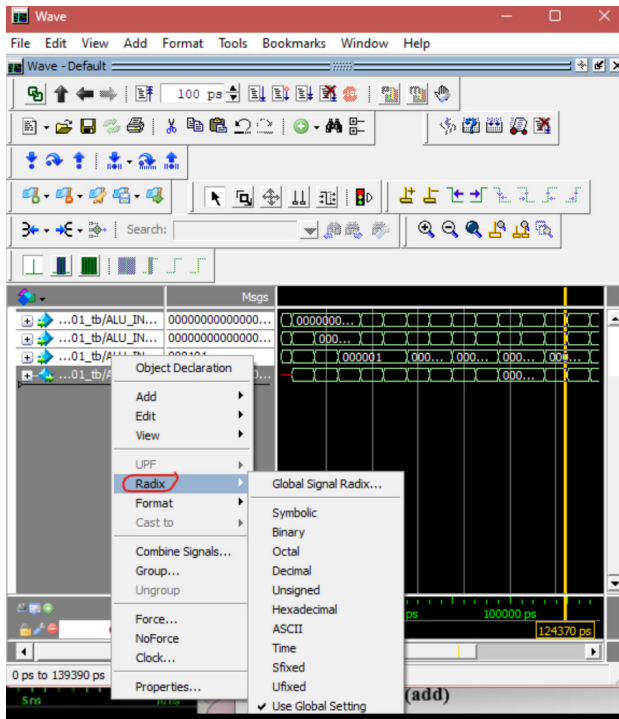 Wave
File Edit View Add Format Tools Bookmarks Window Help
Wave - Default
100 ps
Search:
Msgs
...01_tb/ALU_IN... 00000000000000... 0000000...
...01_tb/ALU_IN... 00000000000000... 000...
000001 000... 000... 000... 000...
000...
Object Declaration
Add
Edit
View
UPF
Radix
Format
Cast to
Combine Signals...
Group...
Ungroup
Force...
NoForce
Clock...
Properties...
Global Signal Radix...
Symbolic
Binary
Octal
Decimal
Unsigned
Hexadecimal
ASCII
Time
Sfixed
Ufixed
Use Global Setting
ps 100000 ps
124370 ps
0 ps to 139390 ps
5ns
(add)